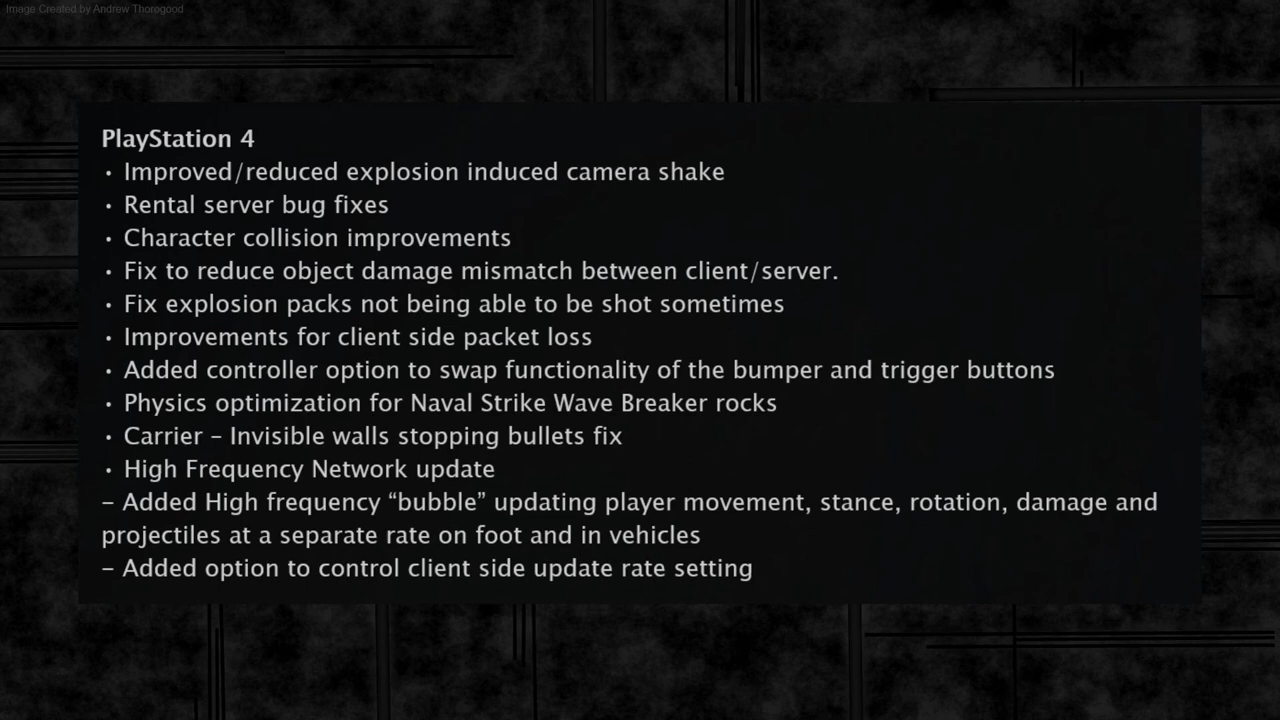 Image Created by Andrew Thorogood
PlayStation 4
• Improved/reduced explosion induced camera shake
• Rental server bug fixes
• Character collision improvements
• Fix to reduce object damage mismatch between client/server.
• Fix explosion packs not being able to be shot sometimes
• Improvements for client side packet loss
• Added controller option to swap functionality of the bumper and trigger buttons
• Physics optimization for Naval Strike Wave Breaker rocks
• Carrier – Invisible walls stopping bullets fix
• High Frequency Network update
– Added High frequency “bubble” updating player movement, stance, rotation, damage and
projectiles at a separate rate on foot and in vehicles
– Added option to control client side update rate setting